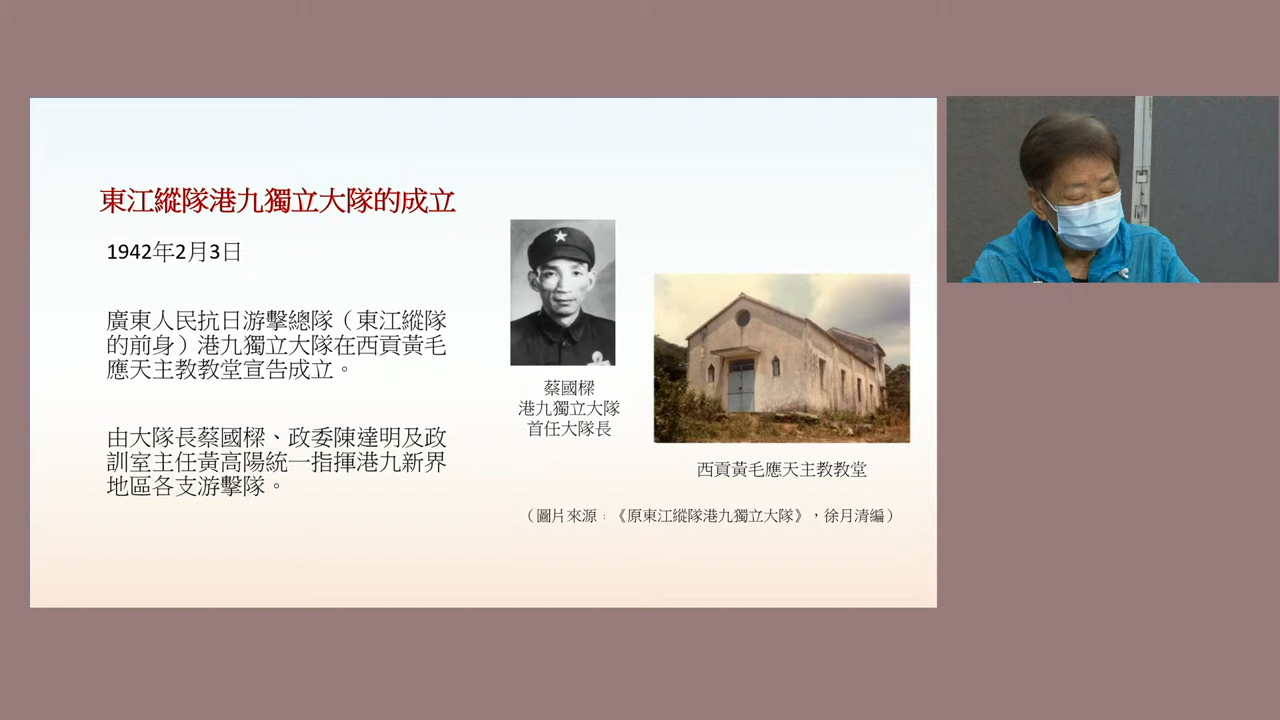 東江縱隊港九獨立大隊的成立
1942年2月3日
廣東人民抗日游擊總隊（東江縱隊
的前身）港九獨立大隊在西貢黃毛
應天主教教堂宣告成立。
由大隊長蔡國樑、政委陳達明及政
訓室主任黃高陽統一指揮港九新界
地區各支游擊隊。
蔡國樑
港九獨立大隊
首任大隊長
西貢黃毛應天主教教堂
（圖片來源：《原東江縱隊港九獨立大隊》，徐月清編）